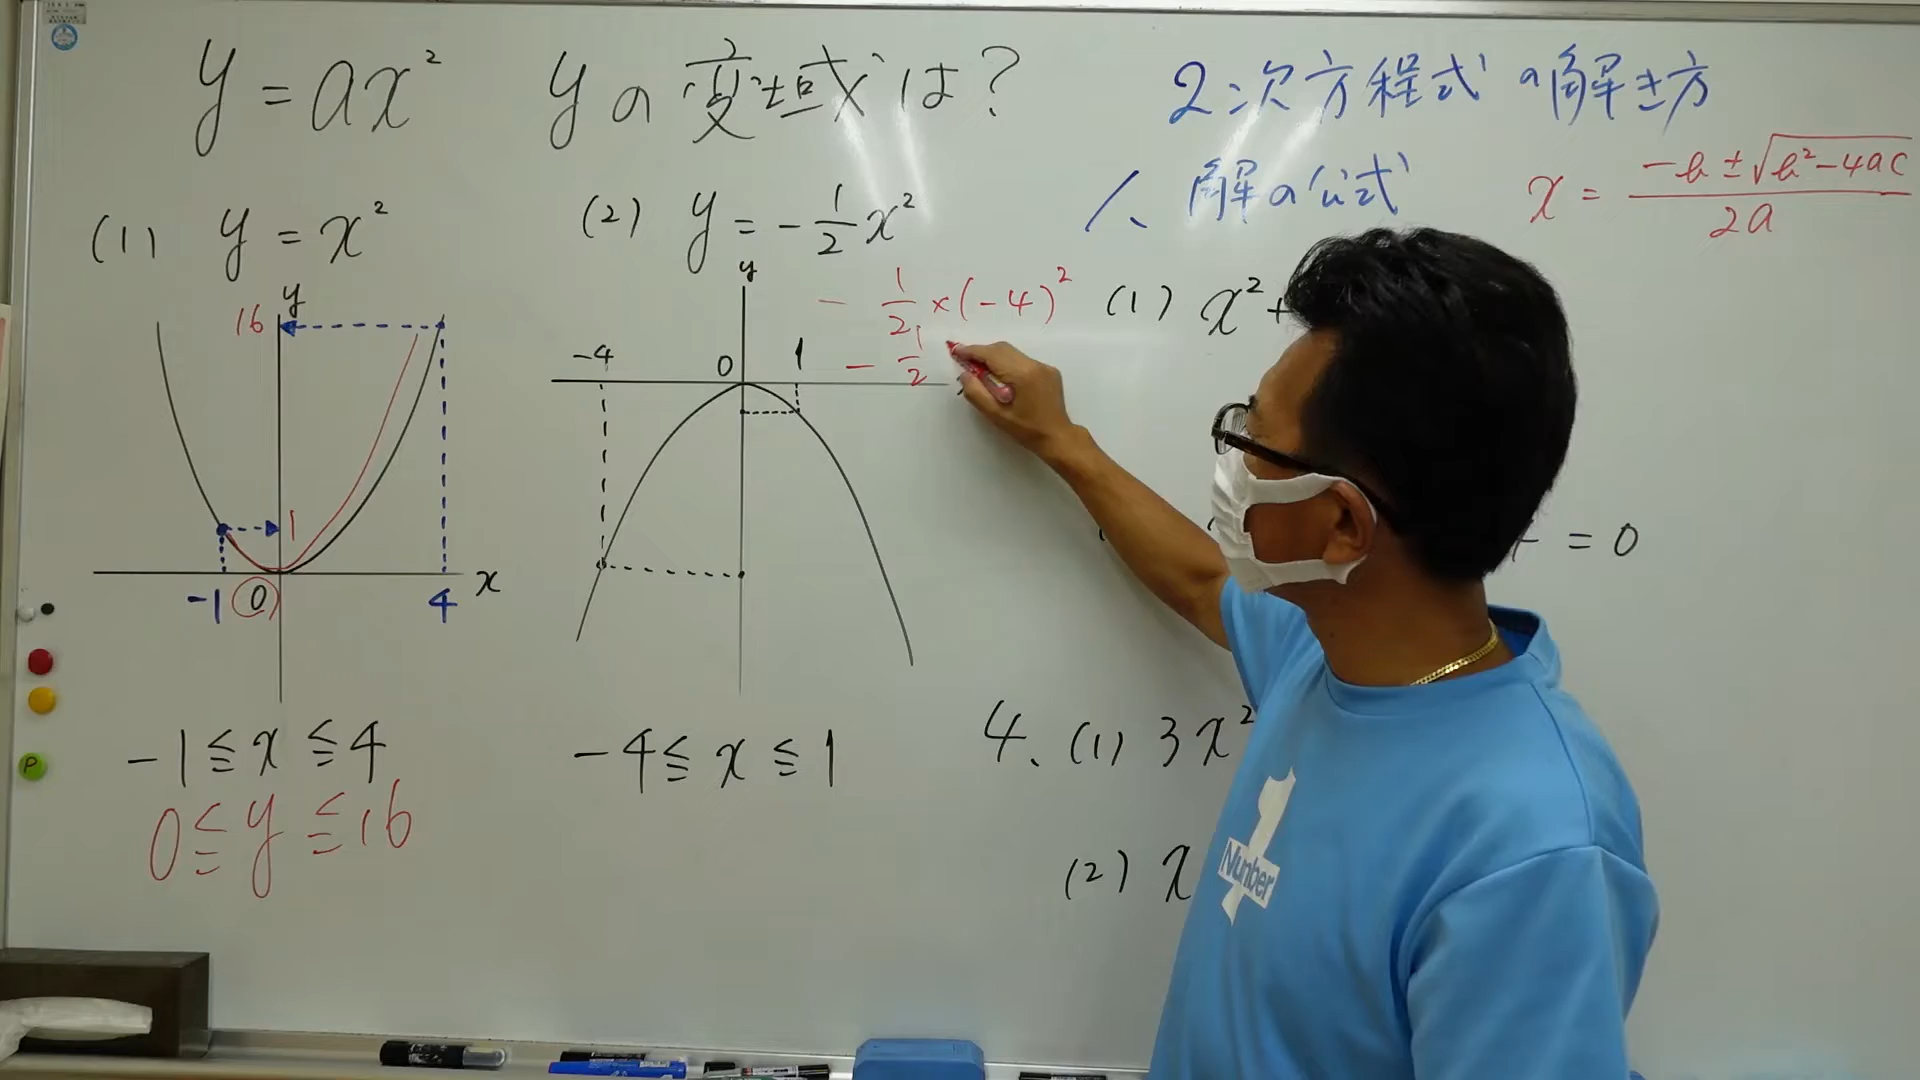 y = ax² yの変域は?
(1) y = x²
y
16
1
-1 0 4 x
-1 ≦ x ≦ 4
0 ≦ y ≦ 16
(2) y = -1/2 x²
y
- 1/2 × (-4)²
- 1/2
-4 0 1
-4 ≦ x ≦ 1
2次方程式の解き方
解の公式 x = (-b ± √(b²-4ac)) / 2a
(1) x² +
= 0
4. (1) 3x²
(2) x
Number
P